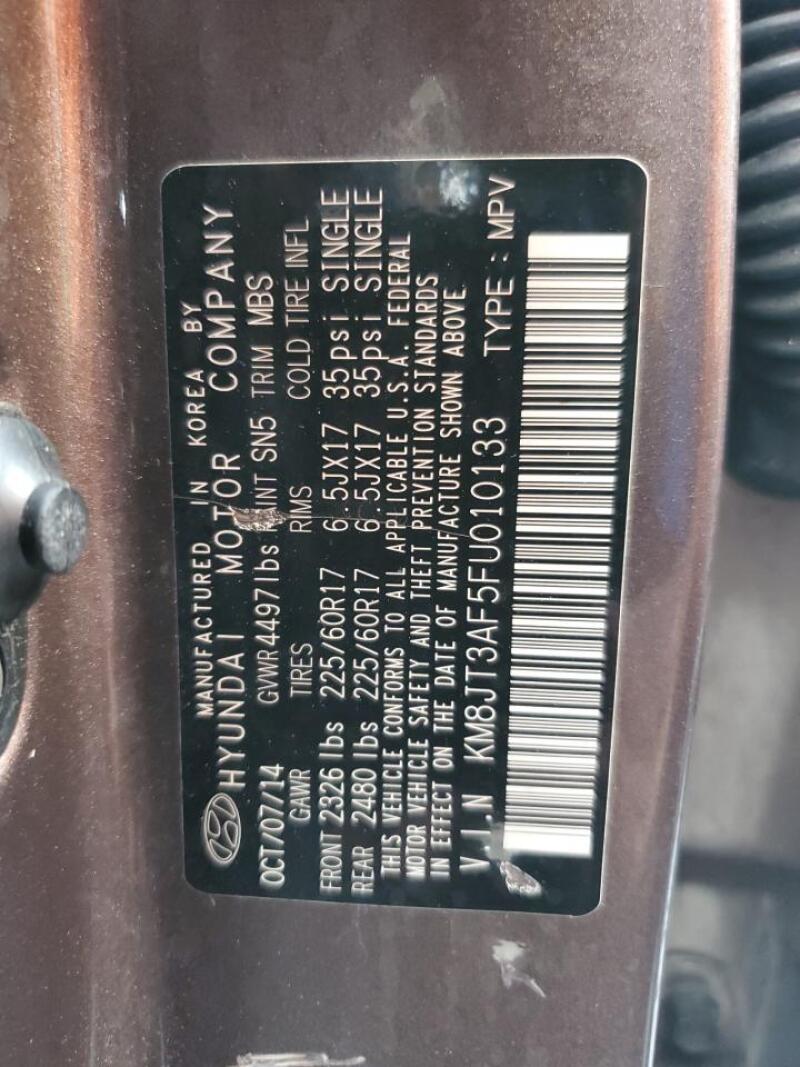 MANUFACTURED IN KOREA BY
HYUNDAI MOTOR COMPANY
OCT/07/14 GVWR 4497lbs INT SN5 TRIM MBS
GAWR TIRES RIMS COLD TIRE INFL
FRONT 2326 lbs 225/60R17 6.5JX17 35psi SINGLE
REAR 2480 lbs 225/60R17 6.5JX17 35psi SINGLE
THIS VEHICLE CONFORMS TO ALL APPLICABLE U.S.A. FEDERAL
MOTOR VEHICLE SAFETY AND THEFT PREVENTION STANDARDS
IN EFFECT ON THE DATE OF MANUFACTURE SHOWN ABOVE
V.I.N KM8JT3AF5FU010133 TYPE : MPV